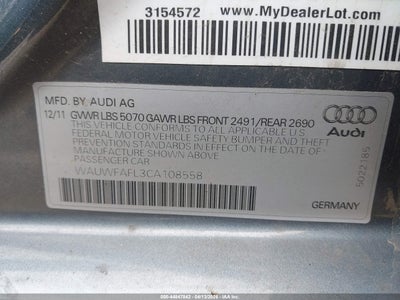 3154572 www.MyDealerLot.com
MFD. BY AUDI AG
12/11 GVWR LBS 5070 GAWR LBS FRONT 2491/REAR 2690
THIS VEHICLE CONFORMS TO ALL APPLICABLE U.S.
FEDERAL MOTOR VEHICLE SAFETY BUMPER AND THEFT
PREVENTION STANDARDS IN EFFECT ON THE DATE OF
MANUFACTURE SHOWN ABOVE.
PASSENGER CAR
WAUWFAFL3CA108558
Audi
GERMANY